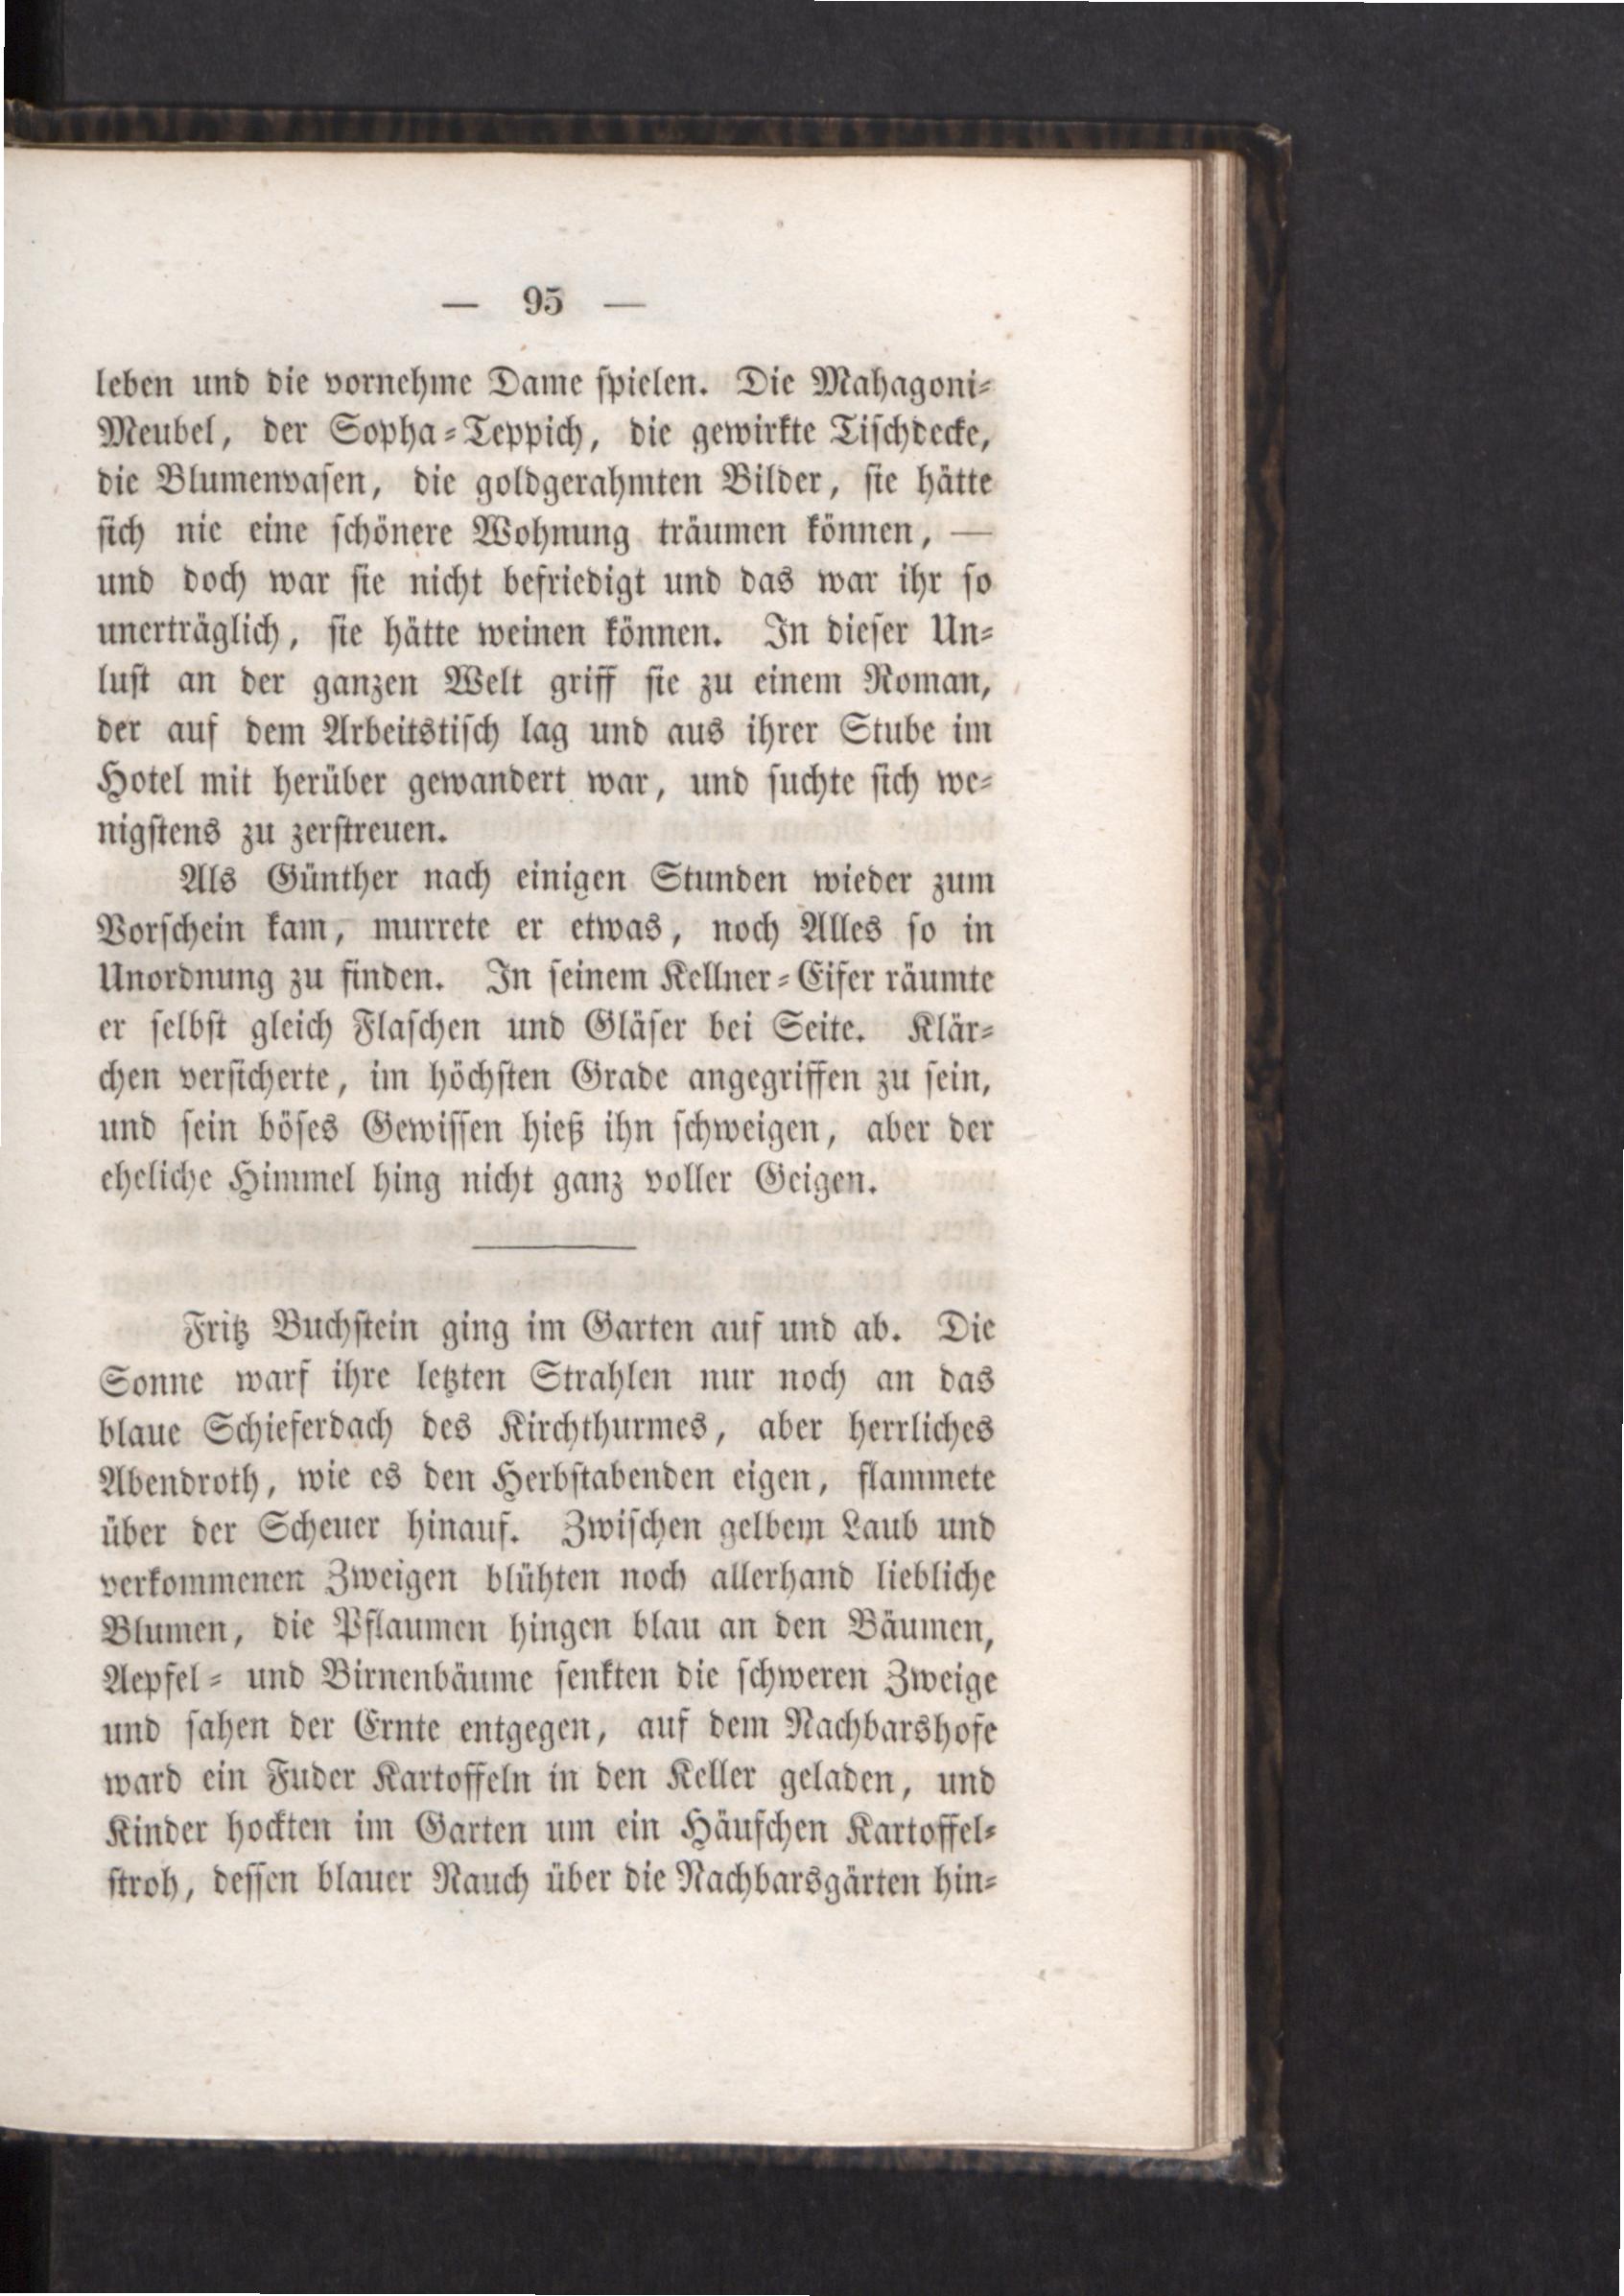 — 95 —
leben und die vornehme Dame spielen. Die Mahagoni-
Meubel, der Sopha-Teppich, die gewirkte Tischdecke,
die Blumenvasen, die goldgerahmten Bilder, sie hätte
sich nie eine schönere Wohnung träumen können, —
und doch war sie nicht befriedigt und das war ihr so
unerträglich, sie hätte weinen können. In dieser Un-
lust an der ganzen Welt griff sie zu einem Roman,
der auf dem Arbeitstisch lag und aus ihrer Stube im
Hotel mit herüber gewandert war, und suchte sich we-
nigstens zu zerstreuen.
Als Günther nach einigen Stunden wieder zum
Vorschein kam, murrete er etwas, noch Alles so in
Unordnung zu finden. In seinem Kellner-Eifer räumte
er selbst gleich Flaschen und Gläser bei Seite. Klär-
chen versicherte, im höchsten Grade angegriffen zu sein,
und sein böses Gewissen hieß ihn schweigen, aber der
eheliche Himmel hing nicht ganz voller Geigen.
Fritz Buchstein ging im Garten auf und ab. Die
Sonne warf ihre letzten Strahlen nur noch an das
blaue Schieferdach des Kirchthurmes, aber herrliches
Abendroth, wie es den Herbstabenden eigen, flammete
über der Scheuer hinauf. Zwischen gelbem Laub und
verkommenen Zweigen blühten noch allerhand liebliche
Blumen, die Pflaumen hingen blau an den Bäumen,
Aepfel- und Birnenbäume senkten die schweren Zweige
und sahen der Ernte entgegen, auf dem Nachbarshofe
ward ein Fuder Kartoffeln in den Keller geladen, und
Kinder hockten im Garten um ein Häufchen Kartoffel-
stroh, dessen blauer Rauch über die Nachbarsgärten hin-